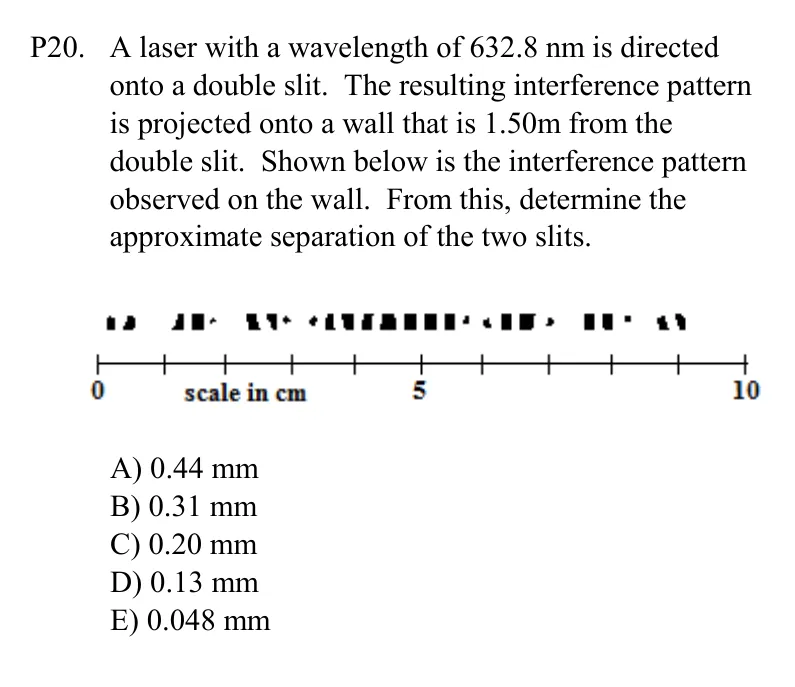 P20. A laser with a wavelength of 632.8 nm is directed
onto a double slit. The resulting interference pattern
is projected onto a wall that is 1.50m from the
double slit. Shown below is the interference pattern
observed on the wall. From this, determine the
approximate separation of the two slits.
0 scale in cm 5 10
A) 0.44 mm
B) 0.31 mm
C) 0.20 mm
D) 0.13 mm
E) 0.048 mm